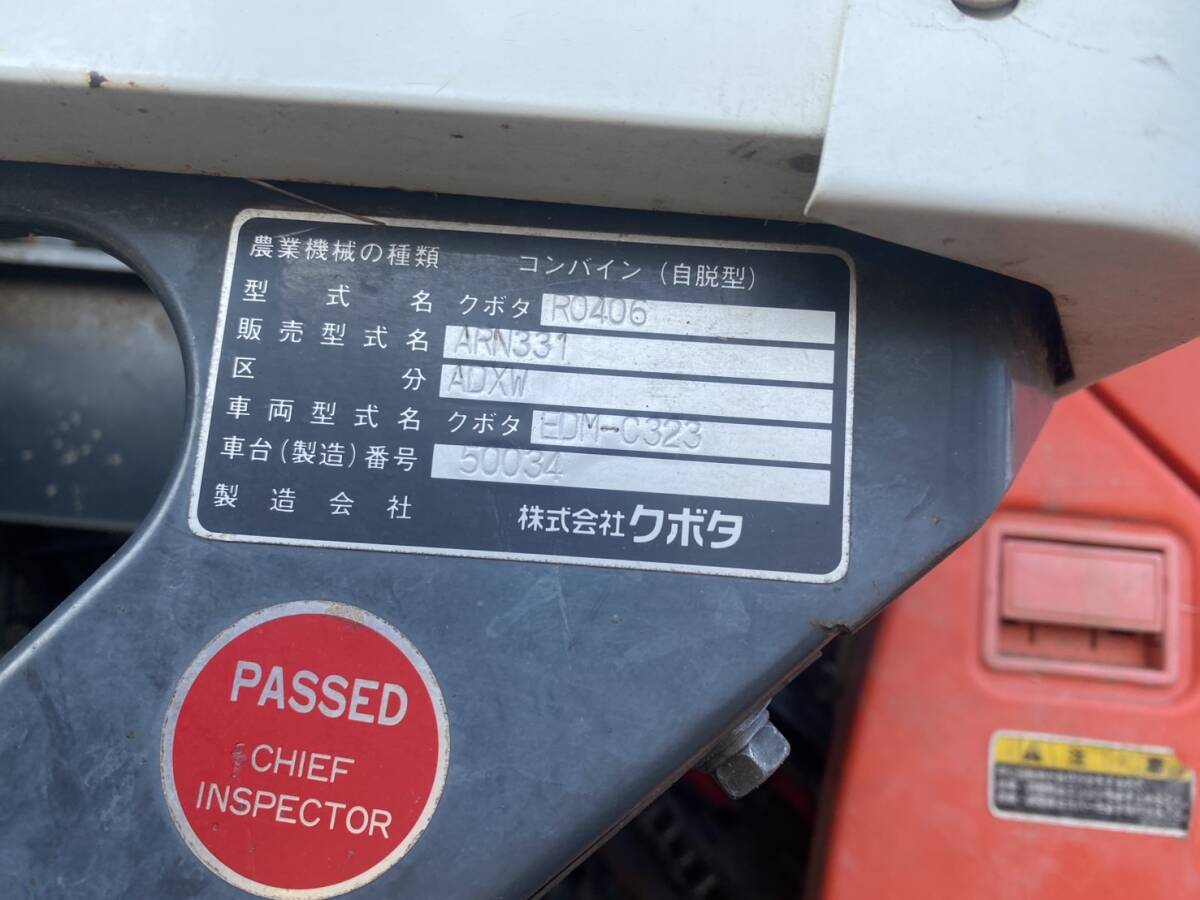 農業機械の種類 コンバイン(自脱型)
型式名 クボタ R0406
販売型式名 ARN331
区分 ADXW
車両型式名 クボタ EDM-C323
車台(製造)番号 50034
製造会社 株式会社クボタ
PASSED
CHIEF
INSPECTOR
注